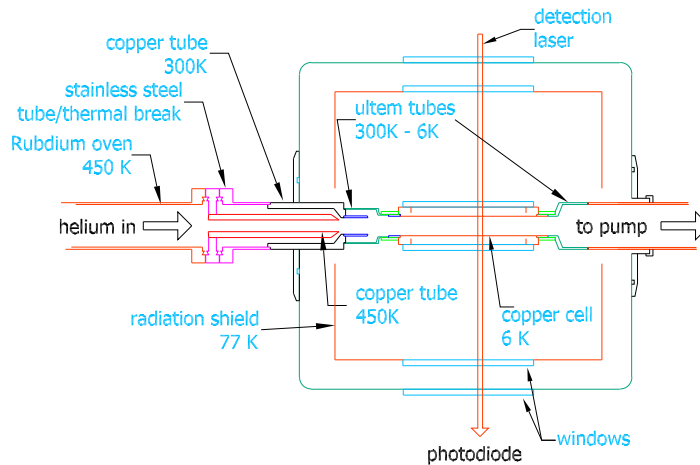 detection
laser
copper tube
300K
stainless steel
tube/thermal break
ultem tubes
300K - 6K
Rubdium oven
450 K
helium in
to pump
copper tube
450K
copper cell
6 K
radiation shield
77 K
windows
photodiode